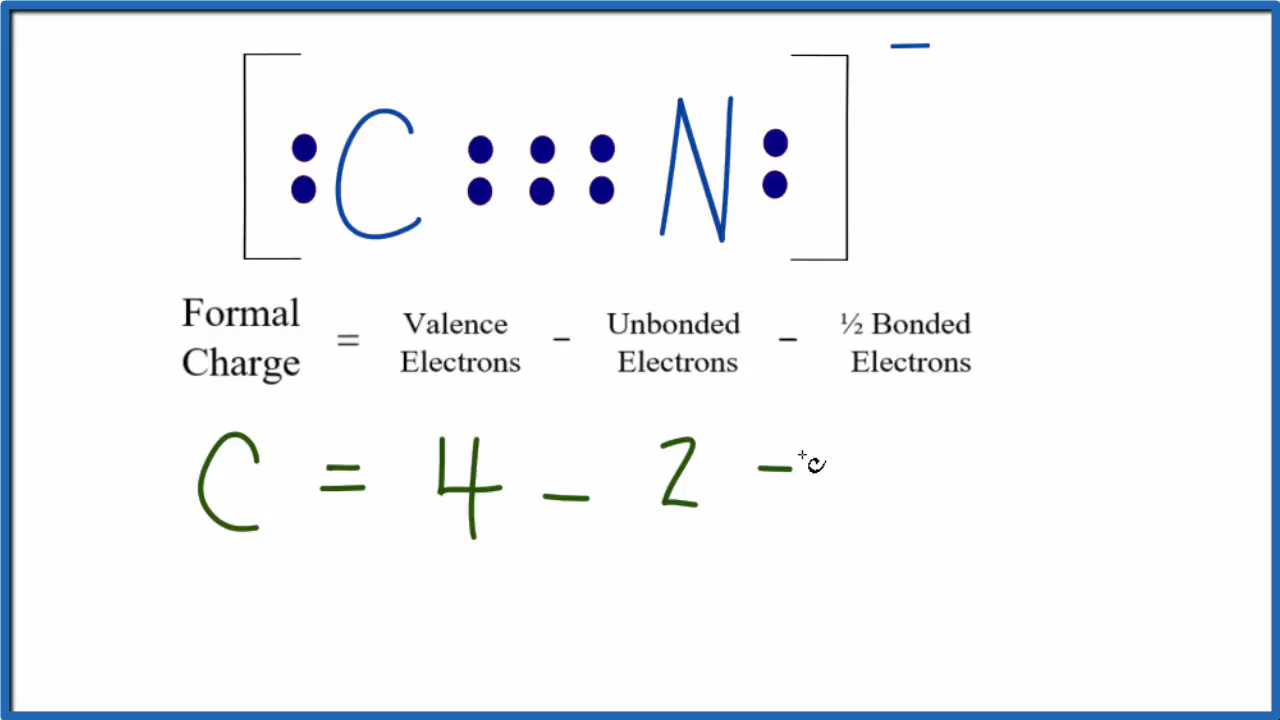 [:C:::N:]−
Formal Charge = Valence Electrons − Unbonded Electrons − ½ Bonded Electrons
C = 4 − 2 −